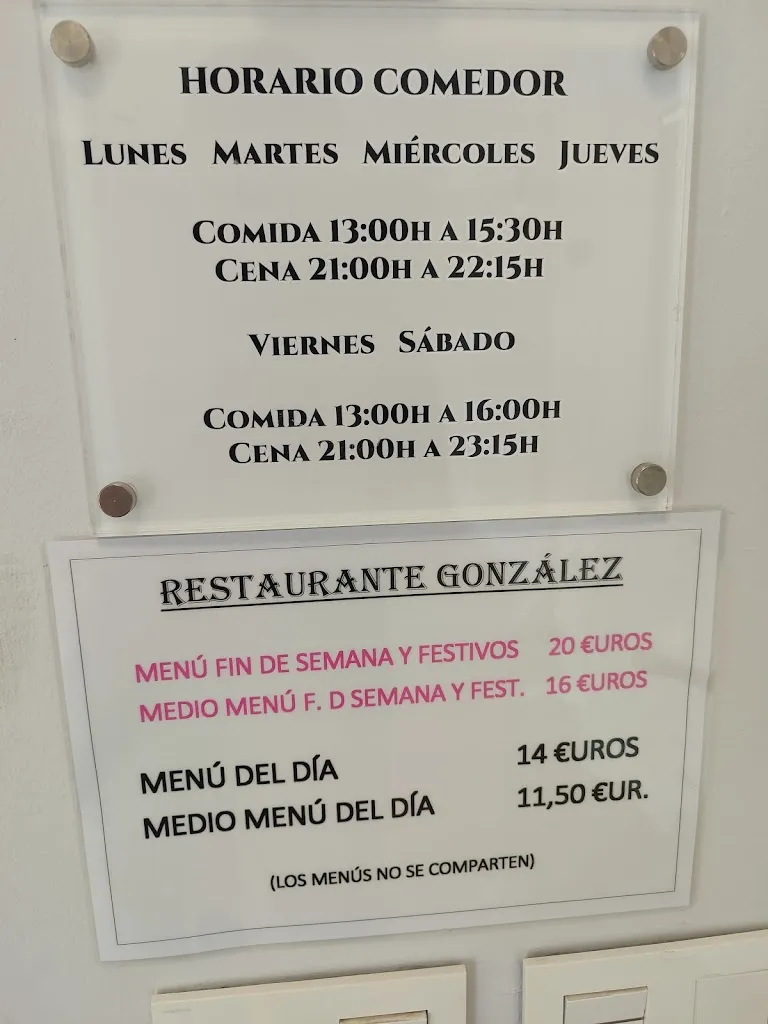 HORARIO COMEDOR
LUNES MARTES MIÉRCOLES JUEVES
COMIDA 13:00H A 15:30H
CENA 21:00H A 22:15H
VIERNES SÁBADO
COMIDA 13:00H A 16:00H
CENA 21:00H A 23:15H
RESTAURANTE GONZÁLEZ
MENÚ FIN DE SEMANA Y FESTIVOS 20 €UROS
MEDIO MENÚ F. D SEMANA Y FEST. 16 €UROS
MENÚ DEL DÍA 14 €UROS
MEDIO MENÚ DEL DÍA 11,50 €UR.
(LOS MENÚS NO SE COMPARTEN)